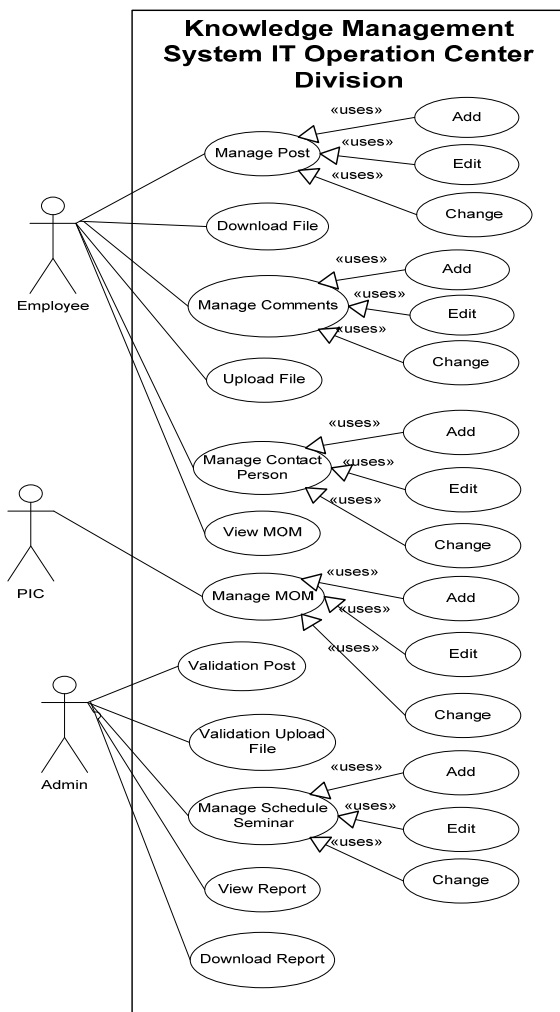 Knowledge Management
System IT Operation Center
Division
«uses»
Add
Manage Post
«uses»
Edit
«uses»
Change
Download File
Employee
«uses»
Add
Manage Comments
«uses»
Edit
«uses»
Change
Upload File
«uses»
Add
Manage Contact
Person
«uses»
Edit
«uses»
Change
View MOM
PIC
«uses»
Add
Manage MOM
«uses»
Edit
«uses»
Change
Validation Post
Admin
Validation Upload
File
«uses»
Add
Manage Schedule
Seminar
«uses»
Edit
«uses»
Change
View Report
Download Report